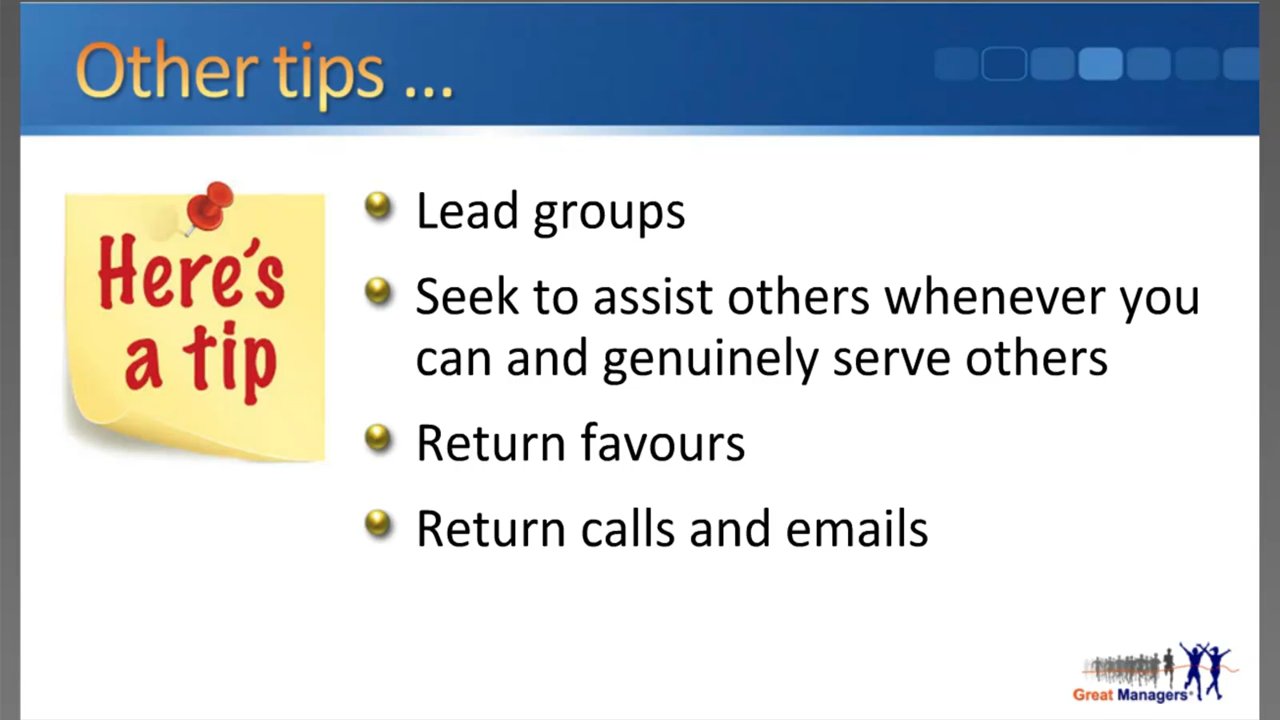 Other tips ...
Here's
a tip
Lead groups
Seek to assist others whenever you
can and genuinely serve others
Return favours
Return calls and emails
Great Managers